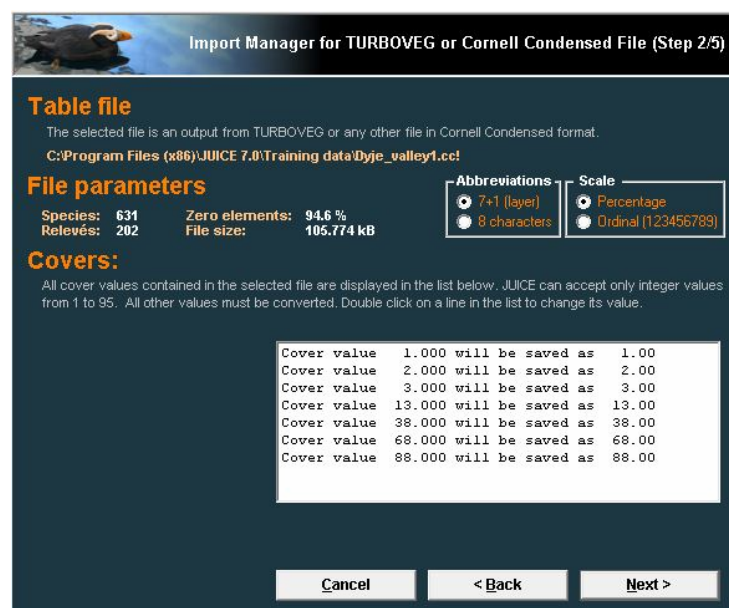 Import Manager for TURBOVEG or Cornell Condensed File (Step 2/5)
Table file
The selected file is an output from TURBOVEG or any other file in Cornell Condensed format.
C:\Program Files (x86)\JUICE 7.0\Training data\Dyje_valley1.cc!
File parameters
Species: 631 Zero elements: 94.6 %
Relevés: 202 File size: 105.774 kB
Abbreviations
7+1 (layer)
8 characters
Scale
Percentage
Ordinal (123456789)
Covers:
All cover values contained in the selected file are displayed in the list below. JUICE can accept only integer values
from 1 to 95. All other values must be converted. Double click on a line in the list to change its value.
Cover value 1.000 will be saved as 1.00
Cover value 2.000 will be saved as 2.00
Cover value 3.000 will be saved as 3.00
Cover value 13.000 will be saved as 13.00
Cover value 38.000 will be saved as 38.00
Cover value 68.000 will be saved as 68.00
Cover value 88.000 will be saved as 88.00
Cancel < Back Next >